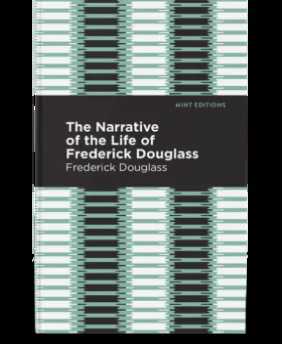 MINT EDITIONS
The Narrative
of the Life of
Frederick Douglass
Frederick Douglass